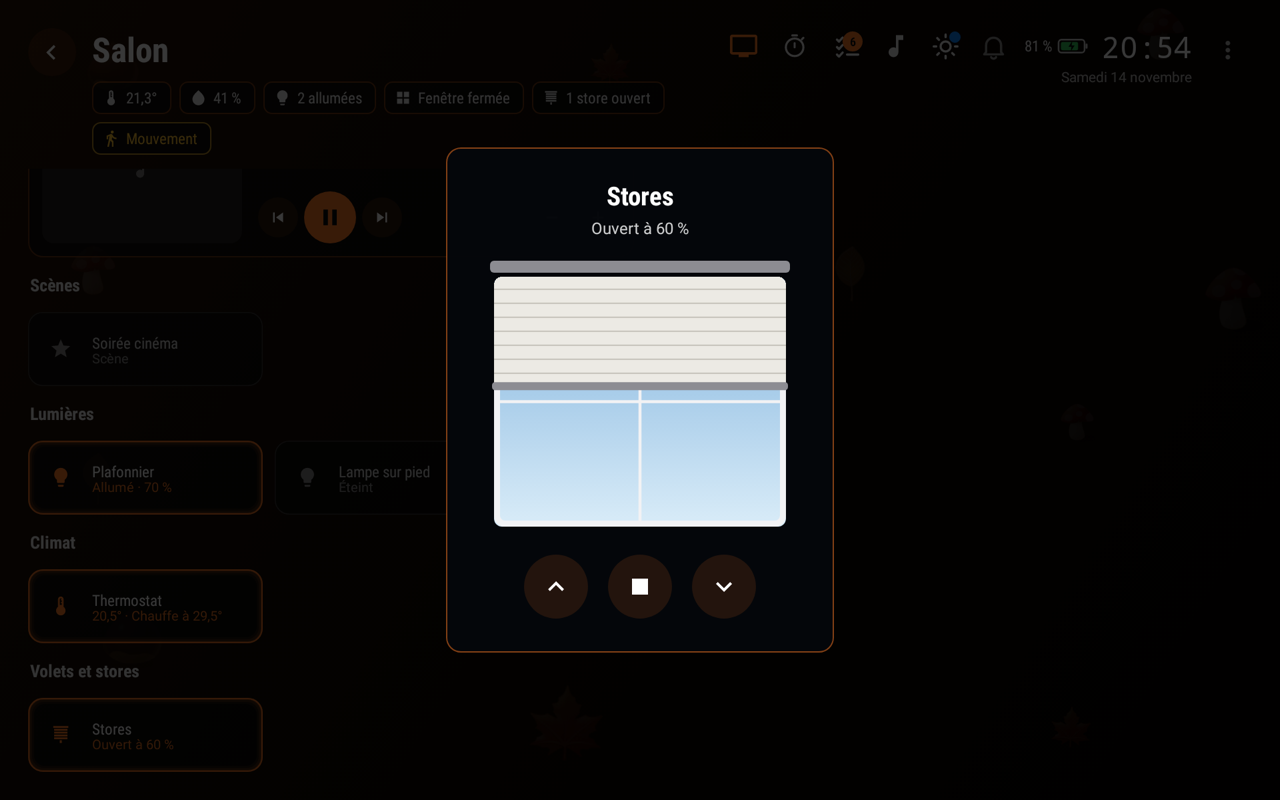 Salon
6
81 %
20:54
Samedi 14 novembre
21,3°
41 %
2 allumées
Fenêtre fermée
1 store ouvert
Mouvement
Stores
Ouvert à 60 %
Scènes
Soirée cinéma
Scène
Lumières
Plafonnier
Allumé · 70 %
Lampe sur pied
Éteint
Climat
Thermostat
20,5° · Chauffe à 29,5°
Volets et stores
Stores
Ouvert à 60 %